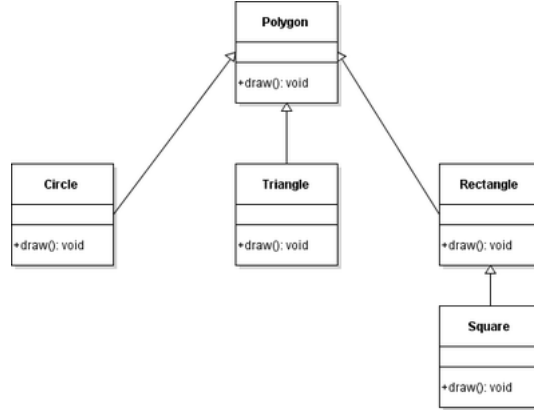 Polygon
+draw(): void
Circle
+draw(): void
Triangle
+draw(): void
Rectangle
+draw(): void
Square
+draw(): void